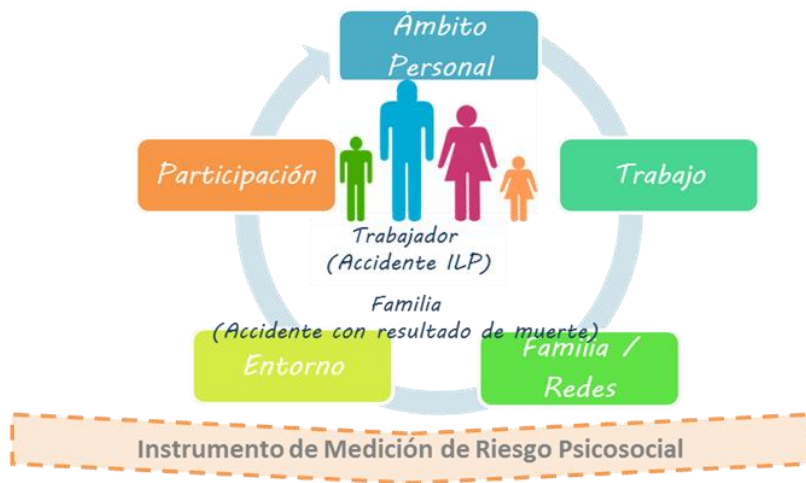 Ámbito
Personal
Participación
Trabajo
Trabajador
(Accidente ILP)
Familia
(Accidente con resultado de muerte)
Entorno
Familia /
Redes
Instrumento de Medición de Riesgo Psicosocial